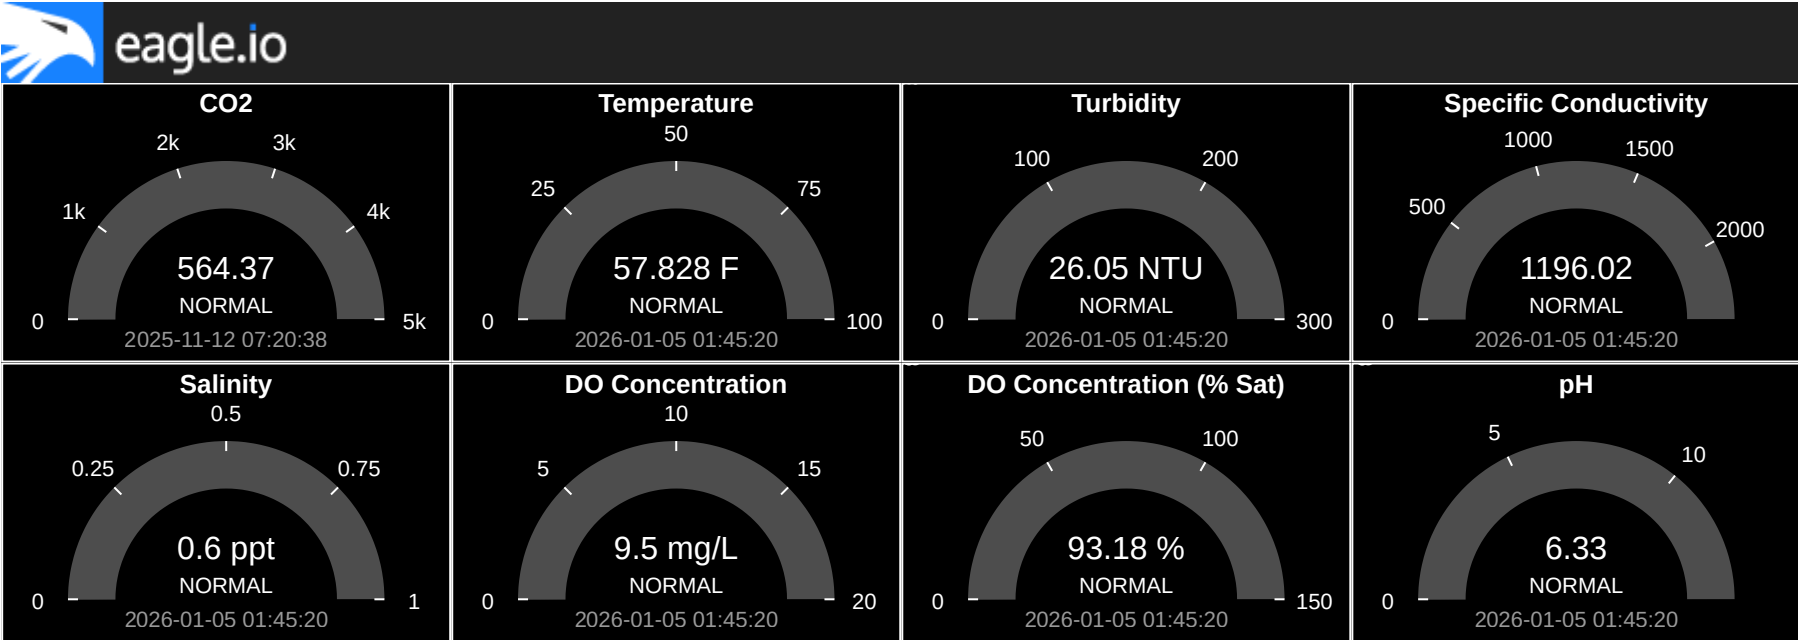 eagle.io
CO2
2k
3k
1k
4k
564.37
NORMAL
0
5k
2025-11-12 07:20:38
Temperature
50
25
75
57.828 F
NORMAL
0
100
2026-01-05 01:45:20
Turbidity
100
200
26.05 NTU
NORMAL
0
300
2026-01-05 01:45:20
Specific Conductivity
1000
1500
500
2000
1196.02
NORMAL
0
2026-01-05 01:45:20
Salinity
0.5
0.25
0.75
0.6 ppt
NORMAL
0
1
2026-01-05 01:45:20
DO Concentration
10
5
15
9.5 mg/L
NORMAL
0
20
2026-01-05 01:45:20
DO Concentration (% Sat)
50
100
93.18 %
NORMAL
0
150
2026-01-05 01:45:20
pH
5
10
6.33
NORMAL
0
2026-01-05 01:45:20